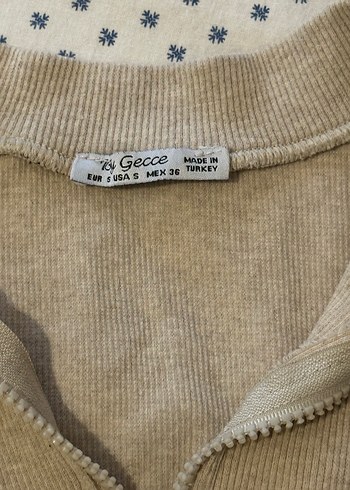 By Gecce
MADE IN
TURKEY
EUR S USA S MEX 36